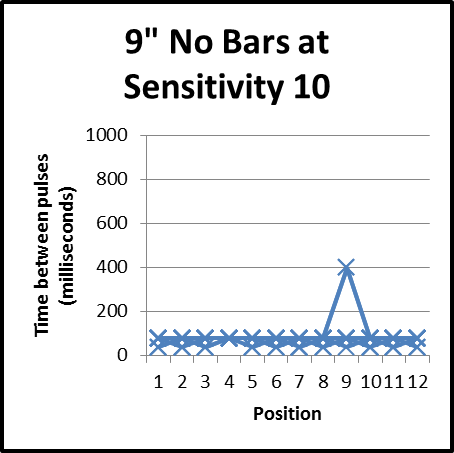 9" No Bars at
Sensitivity 10
Time between pulses
(milliseconds)
1000
800
600
400
200
0
1 2 3 4 5 6 7 8 9 10 11 12
Position